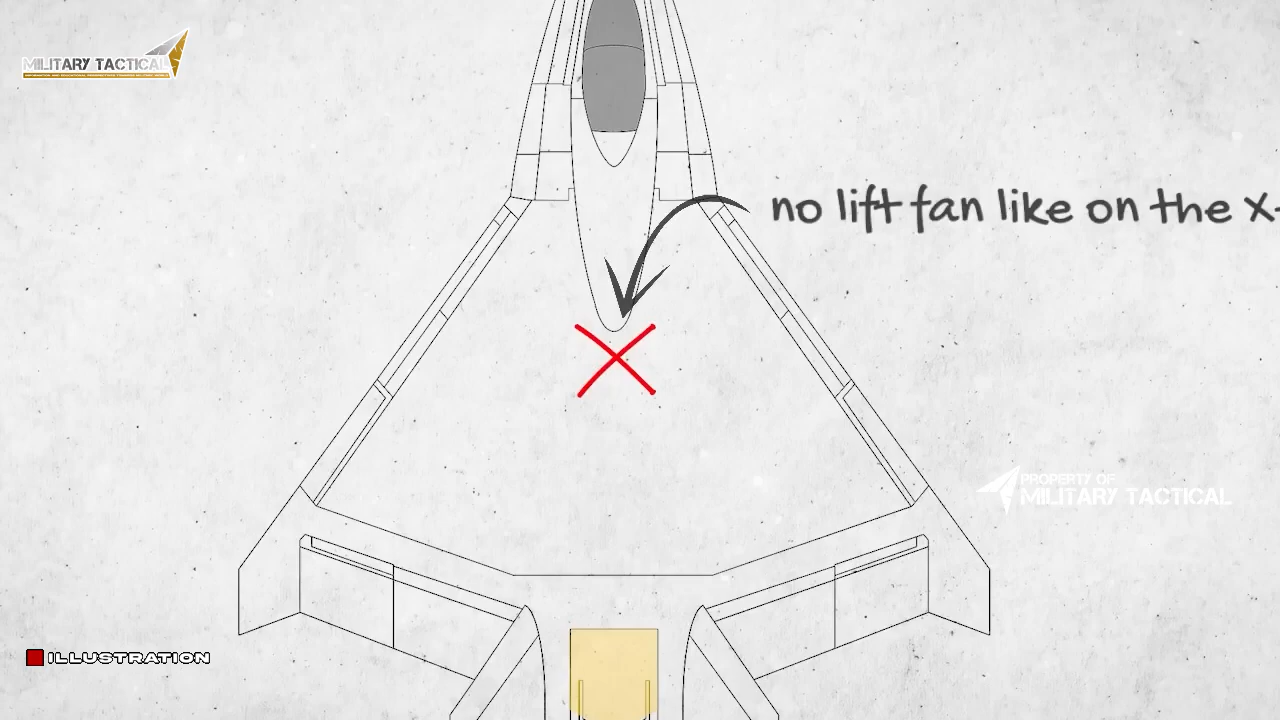 MILITARY TACTICAL
no lift fan like on the X-
PROPERTY OF
MILITARY TACTICAL
ILLUSTRATION